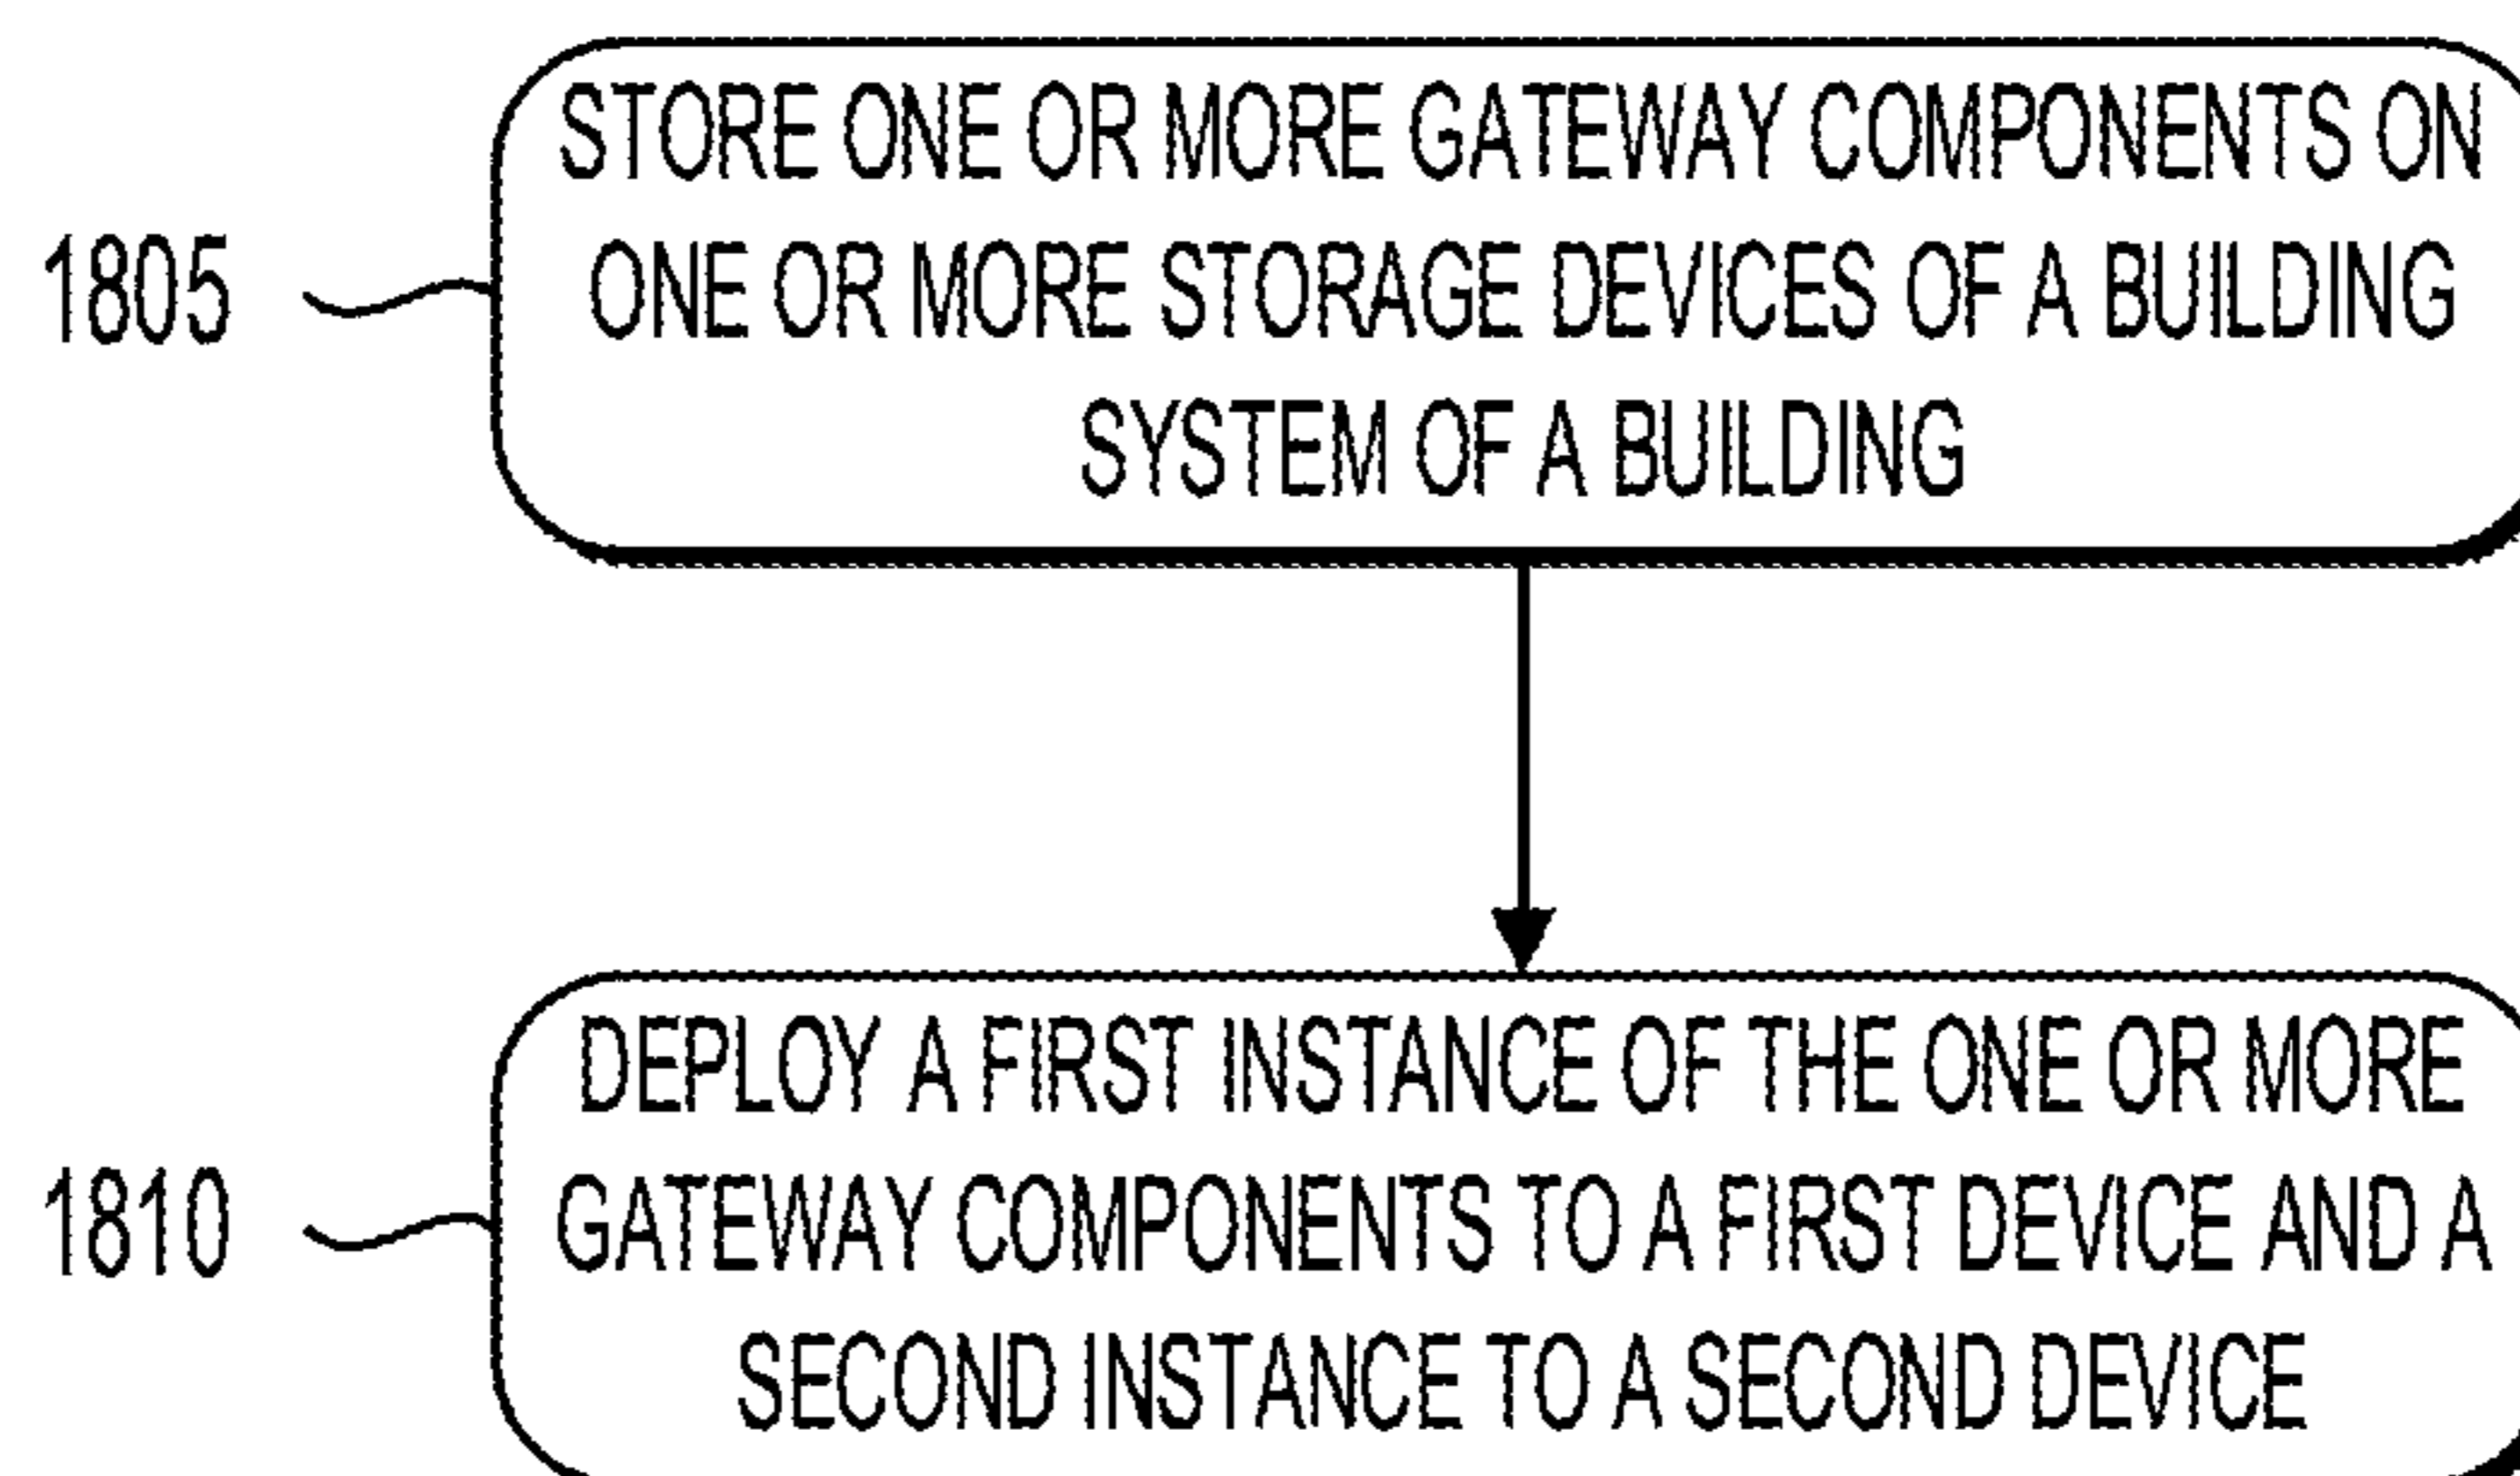 STORE ONE OR MORE GATEWAY COMPONENTS ON
1805
ONE OR MORE STORAGE DEVICES OF A BUILDING
SYSTEM OF A BUILDING
DEPLOY A FIRST INSTANCE OF THE ONE OR MORE
1810
GATEWAY COMPONENTS TO A FIRST DEVICE AND A
SECOND INSTANCE TO A SECOND DEVICE